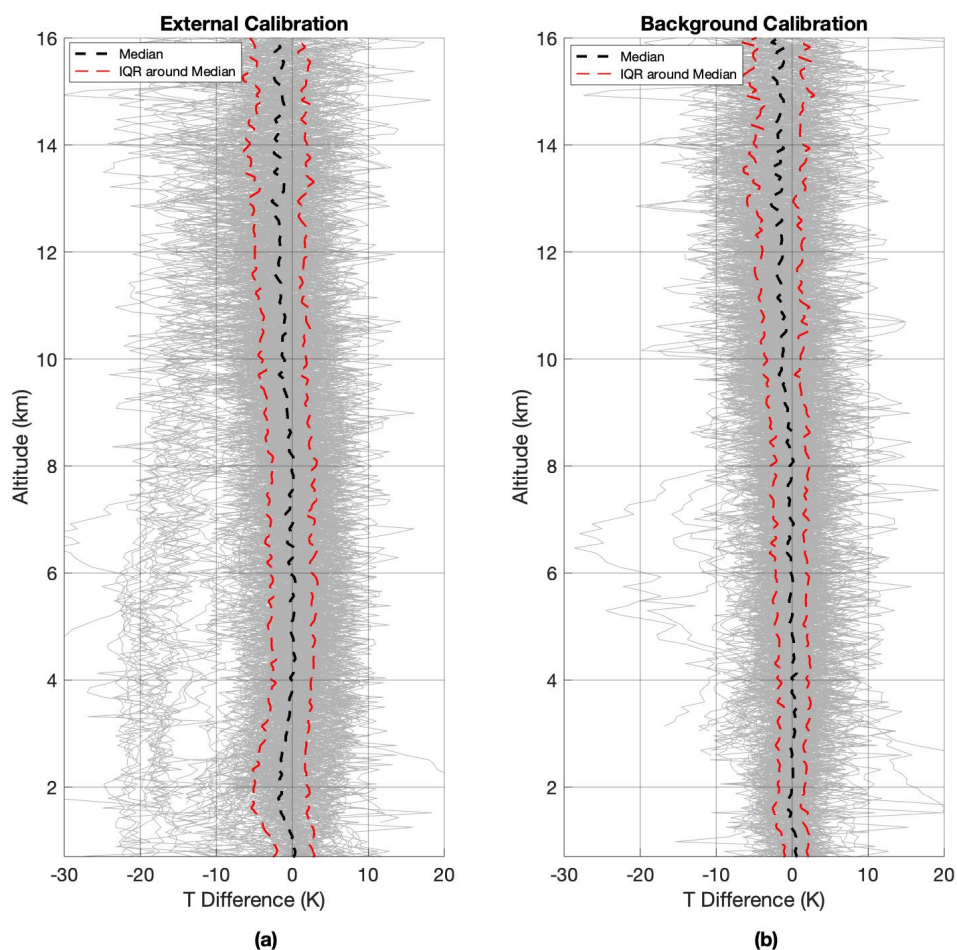 External Calibration
Median
IQR around Median
Altitude (km)
16
14
12
10
8
6
4
2
-30
-20
-10
0
10
20
T Difference (K)
(a)
Background Calibration
Median
IQR around Median
Altitude (km)
16
14
12
10
8
6
4
2
-30
-20
-10
0
10
20
T Difference (K)
(b)